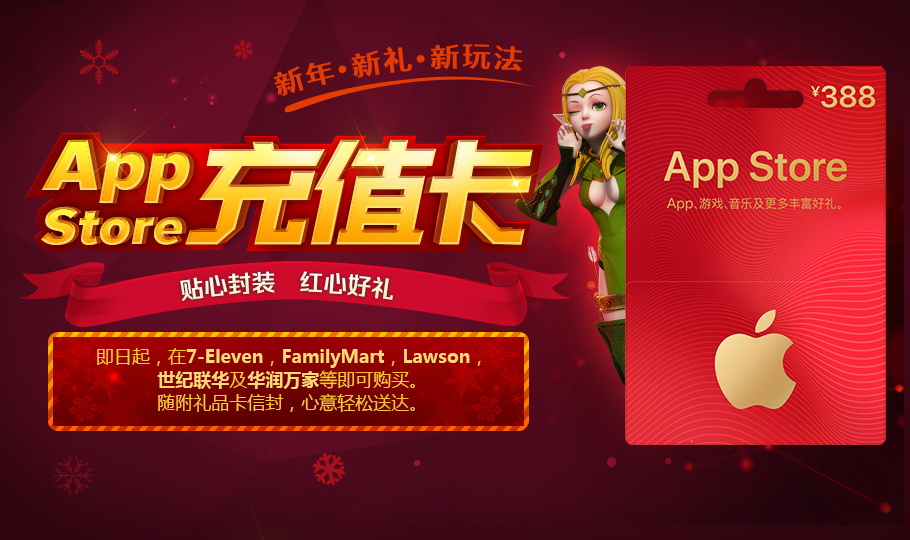 新年·新礼·新玩法
App
Store
充值卡
贴心封装 红心好礼
即日起，在7-Eleven，FamilyMart，Lawson，
世纪联华及华润万家等即可购买。
随附礼品卡信封，心意轻松送达。
¥388
App Store
App、游戏、音乐及更多丰富好礼。